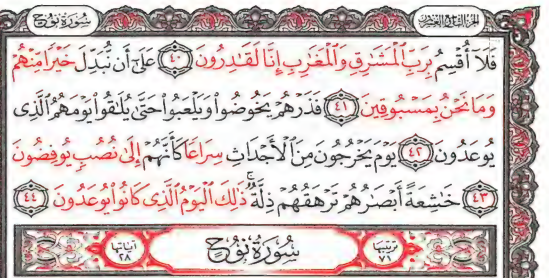 سُورَةُ نُوحٍ
الجزء التاسع والعشرون
فَلَآ أُقْسِمُ بِرَبِّ ٱلْمَشَٰرِقِ وَٱلْمَغَٰرِبِ إِنَّا لَقَٰدِرُونَ ٤٠ عَلَىٰٓ أَن نُّبَدِّلَ خَيْرًا مِّنْهُمْ
وَمَا نَحْنُ بِمَسْبُوقِينَ ٤١ فَذَرْهُمْ يَخُوضُوا۟ وَيَلْعَبُوا۟ حَتَّىٰ يُلَٰقُوا۟ يَوْمَهُمُ ٱلَّذِى
يُوعَدُونَ ٤٢ يَوْمَ يَخْرُجُونَ مِنَ ٱلْأَجْدَاثِ سِرَاعًا كَأَنَّهُمْ إِلَىٰ نُصُبٍ يُوفِضُونَ
٤٣ خَٰشِعَةً أَبْصَٰرُهُمْ تَرْهَقُهُمْ ذِلَّةٌ ۚ ذَٰلِكَ ٱلْيَوْمُ ٱلَّذِى كَانُوا۟ يُوعَدُونَ ٤٤
ترتيبها ٧١
سُورَةُ نُوحٍ
آياتها ٢٨